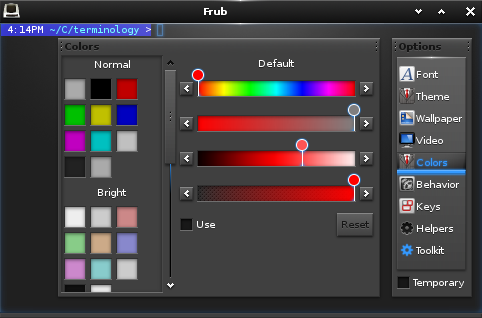 Frub
4:14PM ~/C/terminology >
Colors
Normal
Bright
Default
Use
Reset
Options
Font
Theme
Wallpaper
Video
Colors
Behavior
Keys
Helpers
Toolkit
Temporary